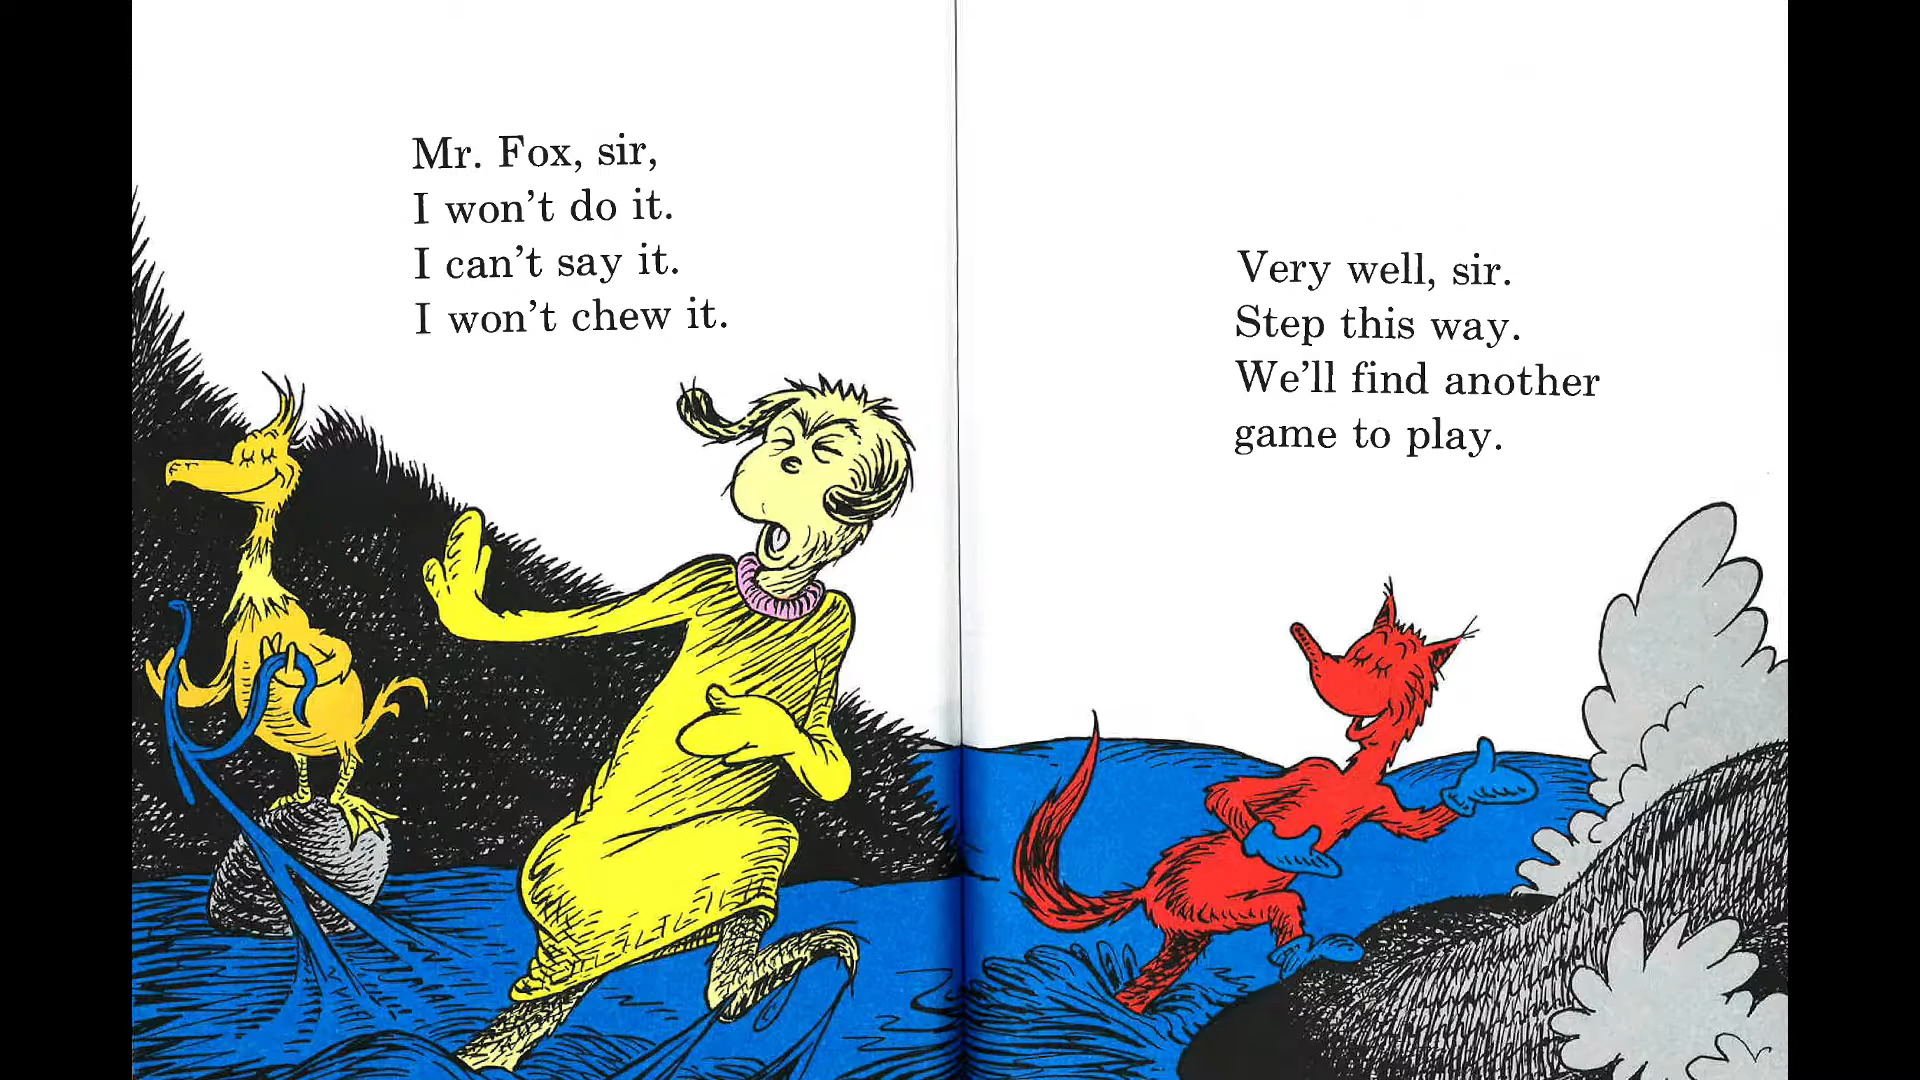 Mr. Fox, sir,
I won't do it.
I can't say it.
I won't chew it.
Very well, sir.
Step this way.
We'll find another
game to play.